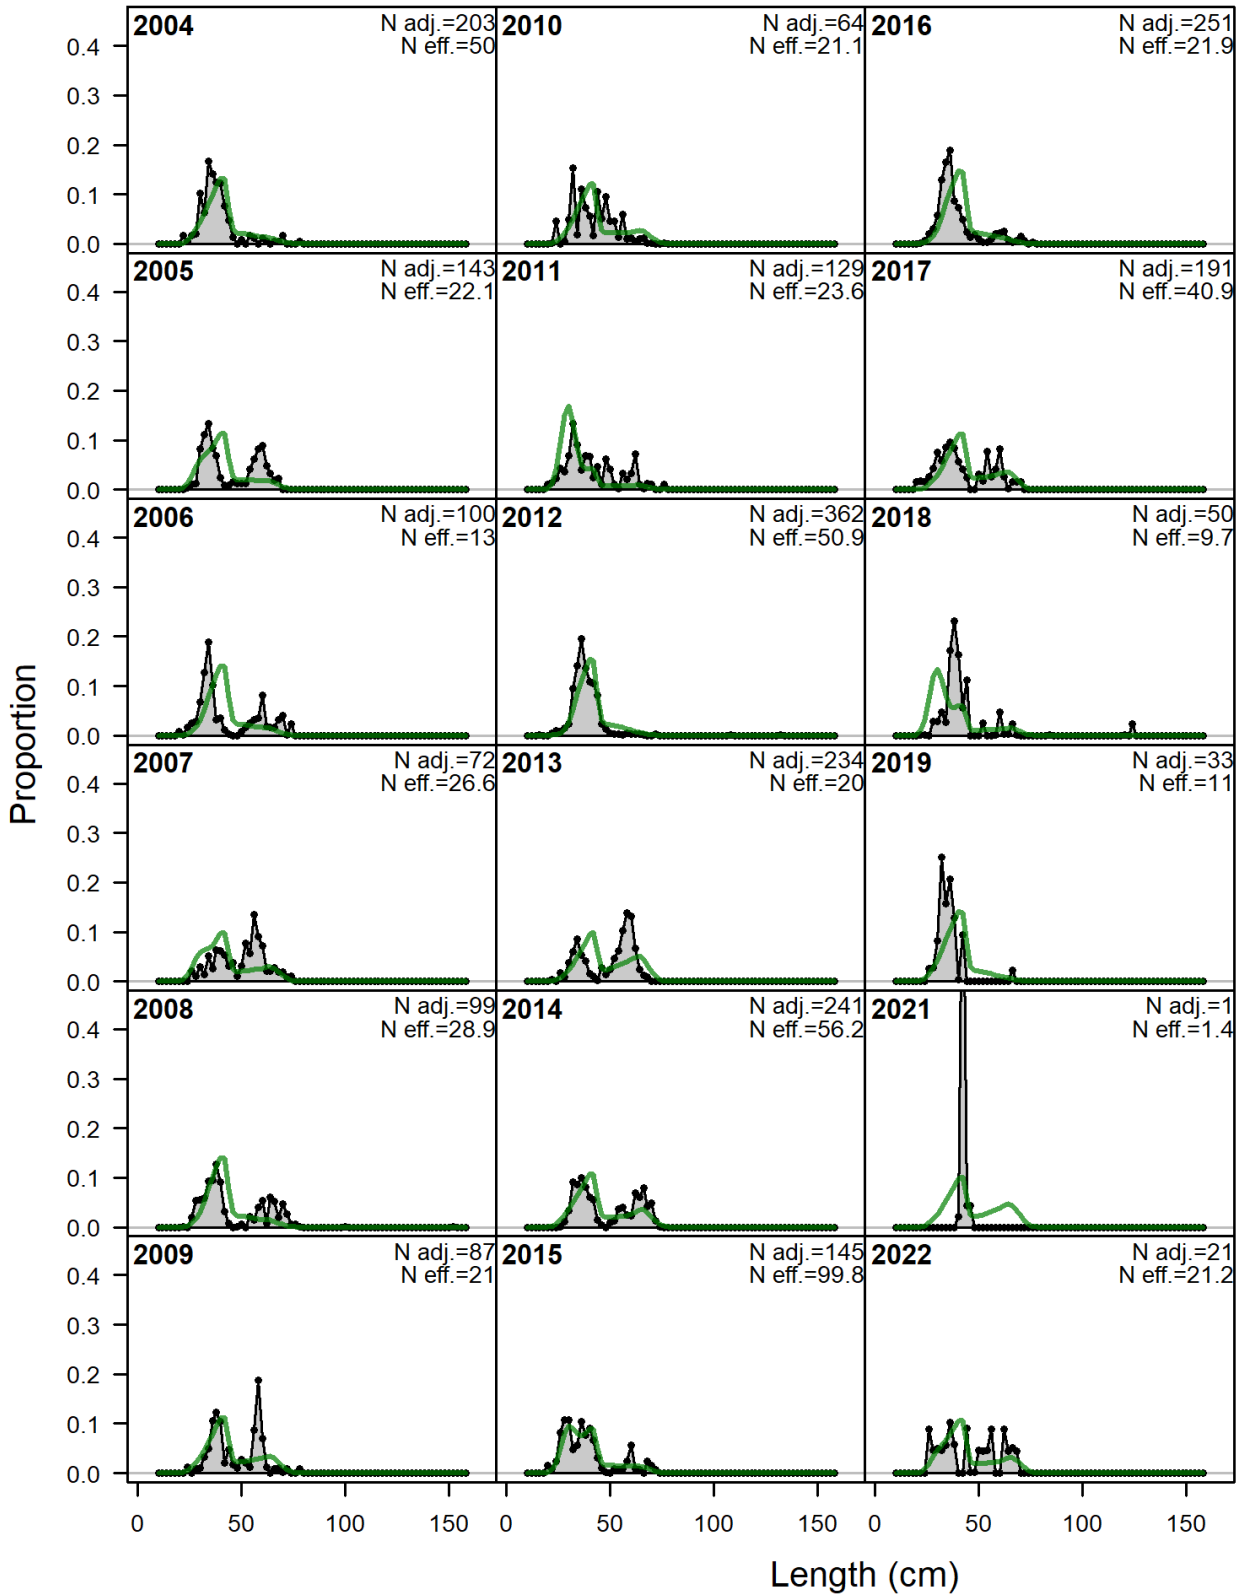 2004
N adj.=203
N eff.=50
2010
N adj.=64
N eff.=21.1
2016
N adj.=251
N eff.=21.9
0.4
0.3
0.2
0.1
0.0
2005
N adj.=143
N eff.=22.1
2011
N adj.=129
N eff.=23.6
2017
N adj.=191
N eff.=40.9
0.4
0.3
0.2
0.1
0.0
2006
N adj.=100
N eff.=13
2012
N adj.=362
N eff.=50.9
2018
N adj.=50
N eff.=9.7
0.4
0.3
0.2
0.1
0.0
Proportion
2007
N adj.=72
N eff.=26.6
2013
N adj.=234
N eff.=20
2019
N adj.=33
N eff.=11
0.4
0.3
0.2
0.1
0.0
2008
N adj.=99
N eff.=28.9
2014
N adj.=241
N eff.=56.2
2021
N adj.=1
N eff.=1.4
0.4
0.3
0.2
0.1
0.0
2009
N adj.=87
N eff.=21
2015
N adj.=145
N eff.=99.8
2022
N adj.=21
N eff.=21.2
0.4
0.3
0.2
0.1
0.0
0 50 100 150
0 50 100 150
0 50 100 150
Length (cm)